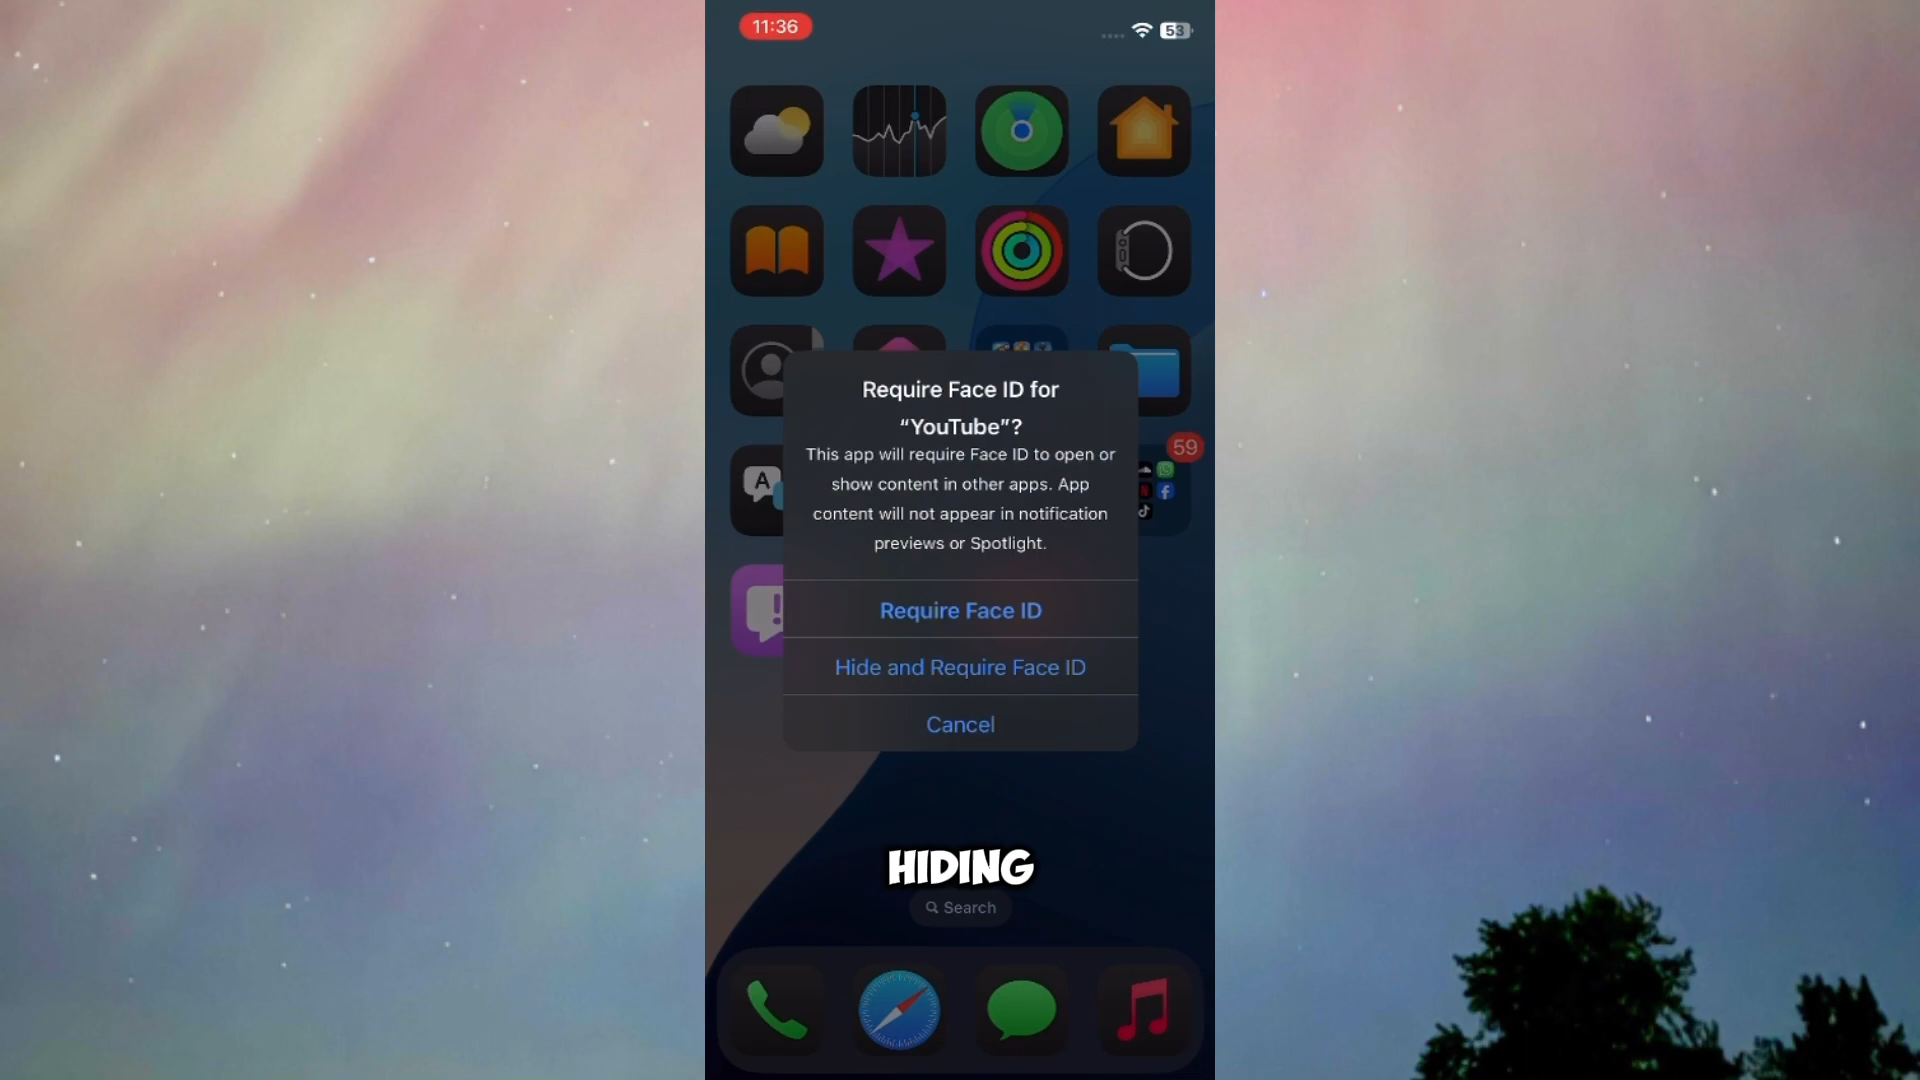 11:36
53
59
A
Require Face ID for
“YouTube”?
This app will require Face ID to open or
show content in other apps. App
content will not appear in notification
previews or Spotlight.
Require Face ID
Hide and Require Face ID
Cancel
HIDING
Search